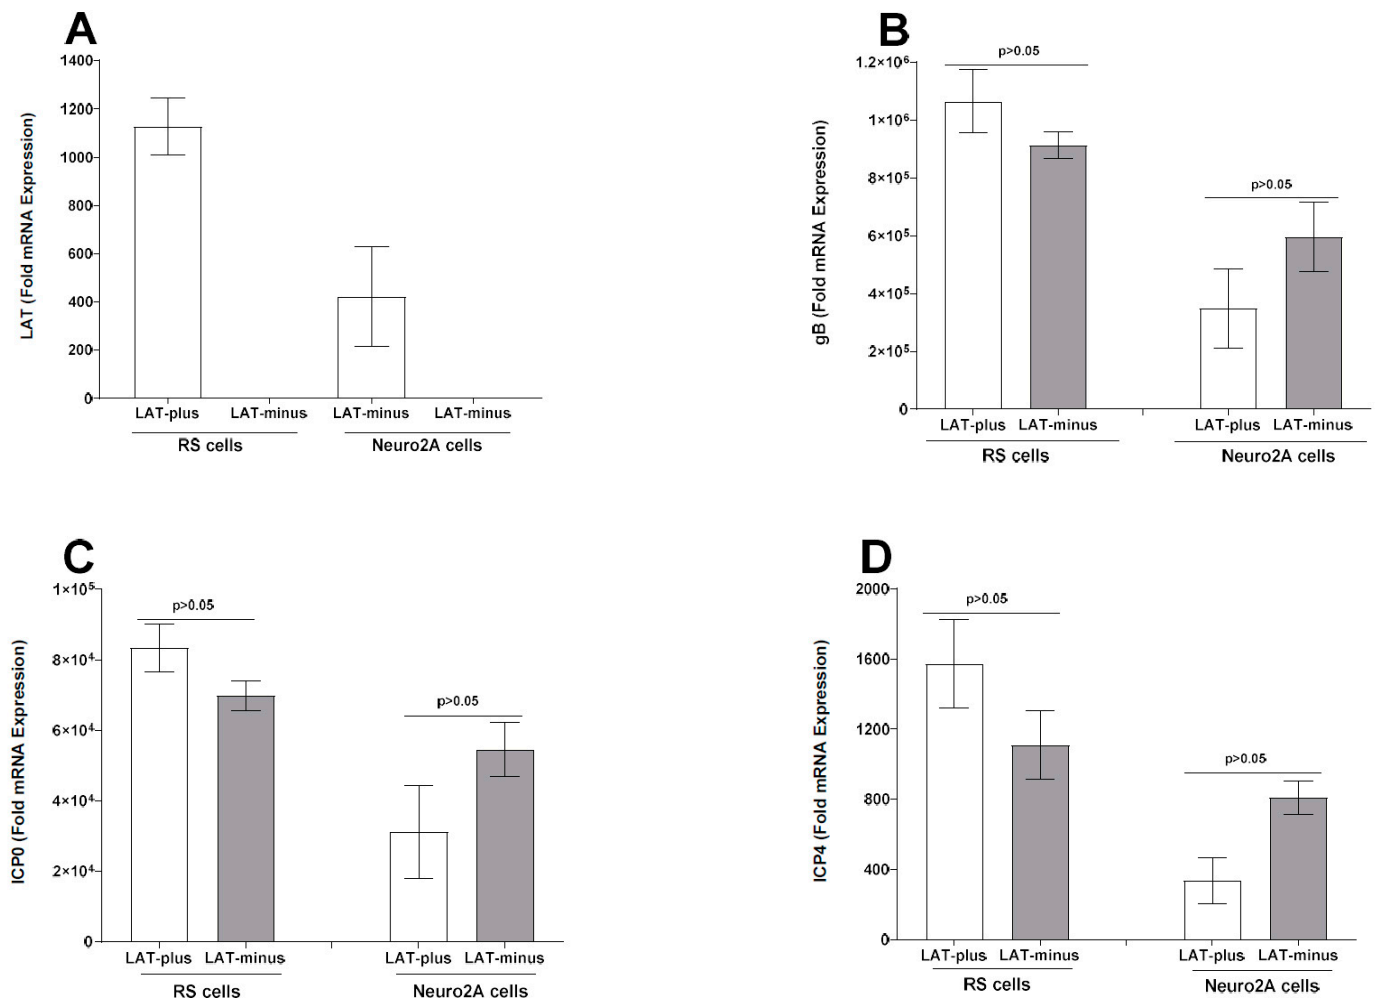 A
LAT (Fold mRNA Expression)
1400
1200
1000
800
600
400
200
0
LAT-plus LAT-minus LAT-minus LAT-minus
RS cells Neuro2A cells
B
gB (Fold mRNA Expression)
p>0.05
1.2×10⁶
1×10⁶
8×10⁵
p>0.05
6×10⁵
4×10⁵
2×10⁵
0
LAT-plus LAT-minus LAT-plus LAT-minus
RS cells Neuro2A cells
C
ICP0 (Fold mRNA Expression)
1×10⁵
p>0.05
8×10⁴
p>0.05
6×10⁴
4×10⁴
2×10⁴
0
LAT-plus LAT-minus LAT-plus LAT-minus
RS cells Neuro2A cells
D
ICP4 (Fold mRNA Expression)
2000
p>0.05
1600
1200
p>0.05
800
400
0
LAT-plus LAT-minus LAT-plus LAT-minus
RS cells Neuro2A cells